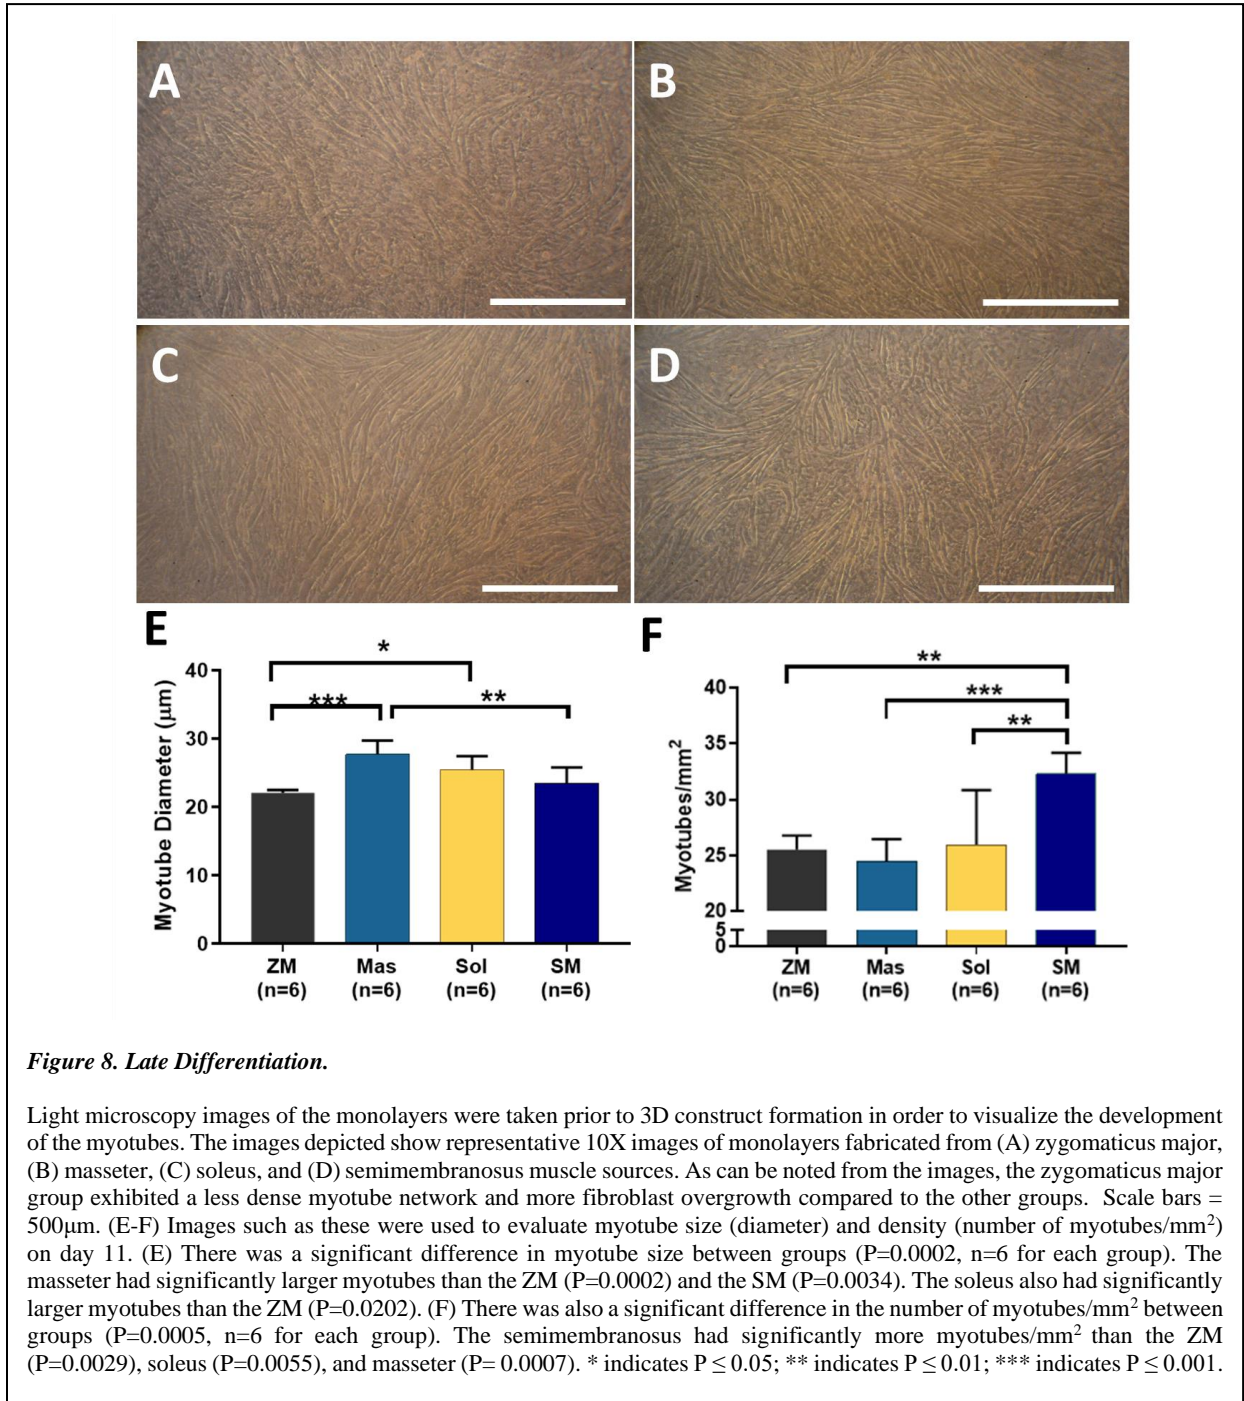 A
B
C
D
E
*
***
**
Myotube Diameter (μm)
40
30
20
10
0
ZM
(n=6)
Mas
(n=6)
Sol
(n=6)
SM
(n=6)
F
**
***
**
Myotubes/mm²
40
35
30
25
20
5
0
ZM
(n=6)
Mas
(n=6)
Sol
(n=6)
SM
(n=6)
Figure 8. Late Differentiation.
Light microscopy images of the monolayers were taken prior to 3D construct formation in order to visualize the development
of the myotubes. The images depicted show representative 10X images of monolayers fabricated from (A) zygomaticus major,
(B) masseter, (C) soleus, and (D) semimembranosus muscle sources. As can be noted from the images, the zygomaticus major
group exhibited a less dense myotube network and more fibroblast overgrowth compared to the other groups. Scale bars =
500μm. (E-F) Images such as these were used to evaluate myotube size (diameter) and density (number of myotubes/mm²)
on day 11. (E) There was a significant difference in myotube size between groups (P=0.0002, n=6 for each group). The
masseter had significantly larger myotubes than the ZM (P=0.0002) and the SM (P=0.0034). The soleus also had significantly
larger myotubes than the ZM (P=0.0202). (F) There was also a significant difference in the number of myotubes/mm² between
groups (P=0.0005, n=6 for each group). The semimembranosus had significantly more myotubes/mm² than the ZM
(P=0.0029), soleus (P=0.0055), and masseter (P= 0.0007). * indicates P ≤ 0.05; ** indicates P ≤ 0.01; *** indicates P ≤ 0.001.